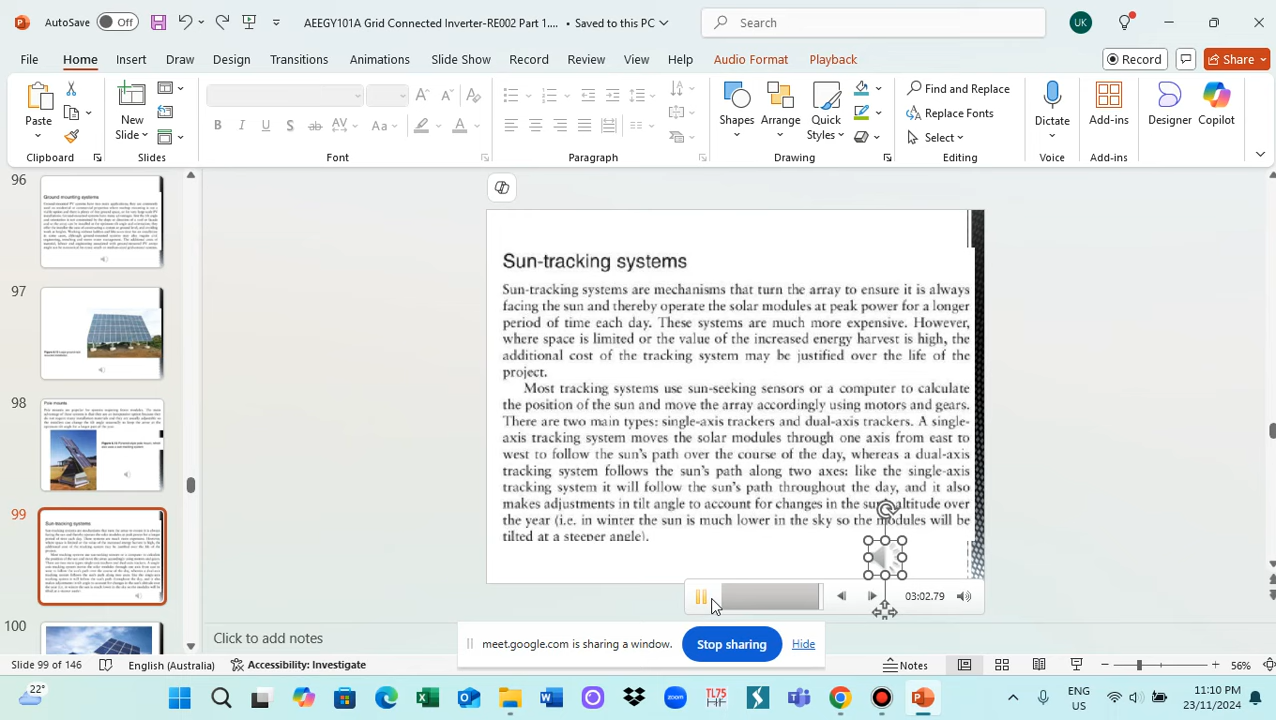 AutoSave Off AEEGY101A Grid Connected Inverter-RE002 Part 1.... • Saved to this PC Search UK
File Home Insert Draw Design Transitions Animations Slide Show Record Review View Help Audio Format Playback Record Share
Paste New Slide Shapes Arrange Quick Styles Find and Replace Replace Fonts Select Dictate Add-ins Designer Copilot
Clipboard Slides Font Paragraph Drawing Editing Voice Add-ins
96
Ground mounting systems
97
98
Pole mounts
99
Sun-tracking systems
100
Sun-tracking systems
Sun-tracking systems are mechanisms that turn the array to ensure it is always
facing the sun and thereby operate the solar modules at peak power for a longer
period of time each day. These systems are much more expensive. However,
where space is limited or the value of the increased energy harvest is high, the
additional cost of the tracking system may be justified over the life of the
project.
Most tracking systems use sun-seeking sensors or a computer to calculate
the position of the sun and move the array accordingly using motors and gears.
There are two main types: single-axis trackers and dual-axis trackers. A single-
axis tracking system moves the solar modules through one axis from east to
west to follow the sun's path over the course of the day, whereas a dual-axis
tracking system follows the sun's path along two axes: like the single-axis
tracking system it will follow the sun's path throughout the day, and it also
makes adjustments in tilt angle to account for changes in the sun's altitude over
the year (i.e. in winter the sun is much lower in the sky so the modules will be
tilted at a steeper angle).
03:02.79
Click to add notes
meet.google.com is sharing a window. Stop sharing Hide
Slide 99 of 146 English (Australia) Accessibility: Investigate Notes 56%
22° zoom TL75 ENG US 11:10 PM 23/11/2024